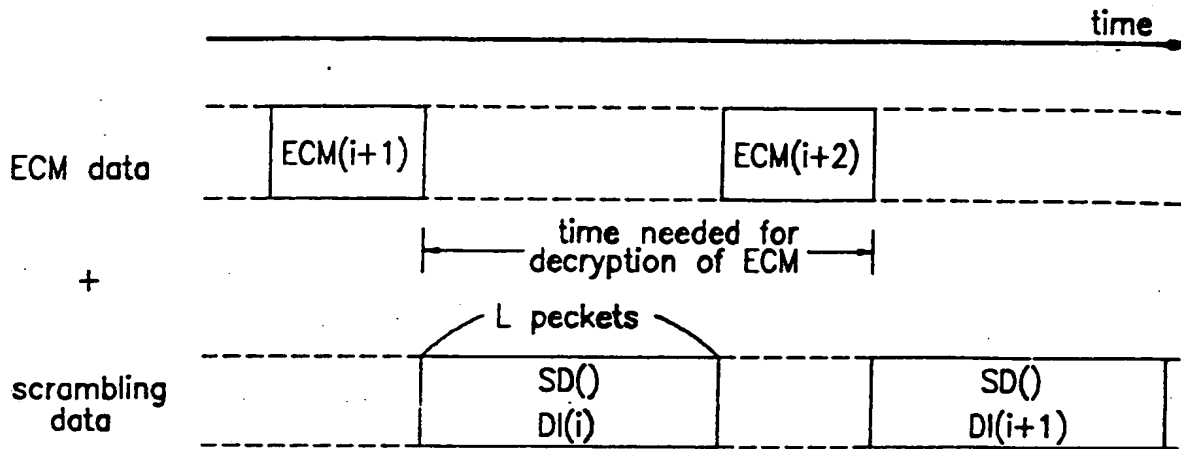 time
ECM data
ECM(i+1)
ECM(i+2)
time needed for
decryption of ECM
+
L peckets
scrambling
data
SD()
DI(i)
SD()
DI(i+1)